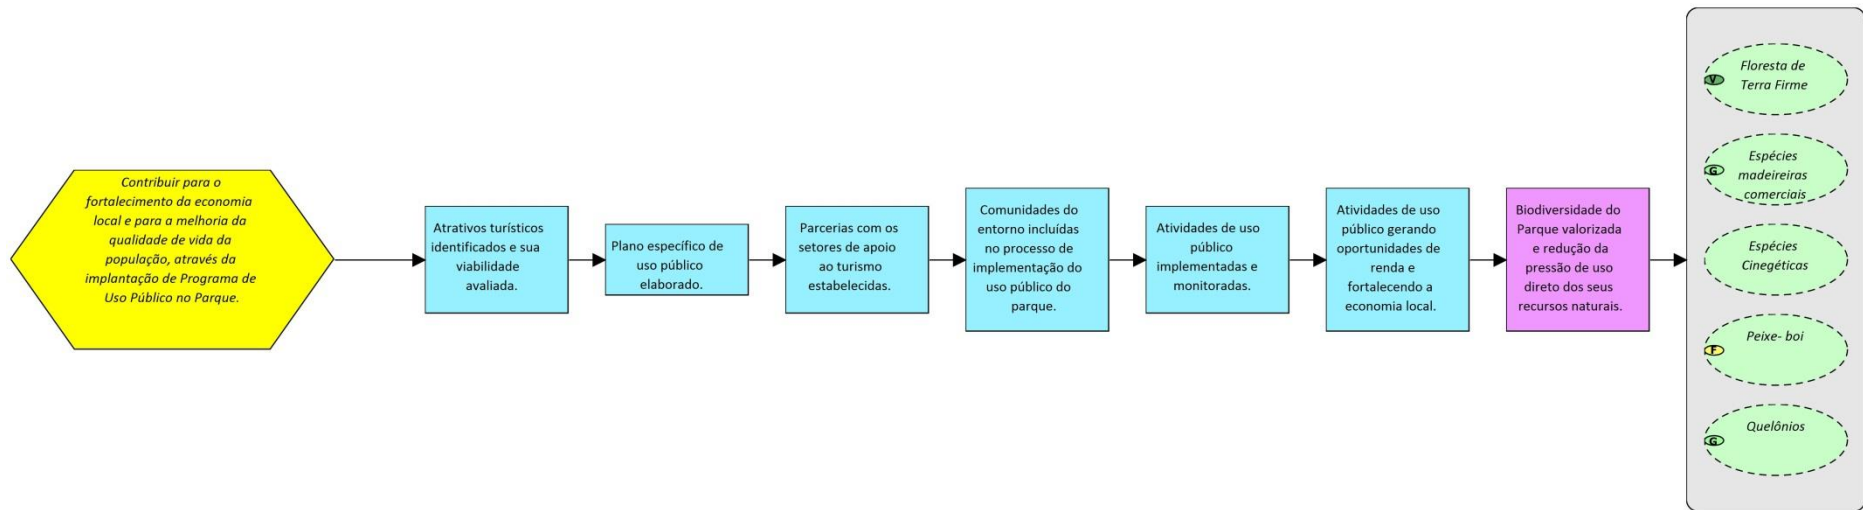 Contribuir para o
fortalecimento da economia
local e para a melhoria da
qualidade de vida da
população, através da
implantação de Programa de
Uso Público no Parque.
Atrativos turísticos
identificados e sua
viabilidade
avaliada.
Plano específico de
uso público
elaborado.
Parcerias com os
setores de apoio
ao turismo
estabelecidas.
Comunidades do
entorno incluídas
no processo de
implementação do
uso público do
parque.
Atividades de uso
público
implementadas e
monitoradas.
Atividades de uso
público gerando
oportunidades de
renda e
fortalecendo a
economia local.
Biodiversidade do
Parque valorizada
e redução da
pressão de uso
direto dos seus
recursos naturais.
Floresta de
Terra Firme
V
Espécies
madeireiras
comerciais
G
Espécies
Cinegéticas
Peixe- boi
F
Quelônios
G